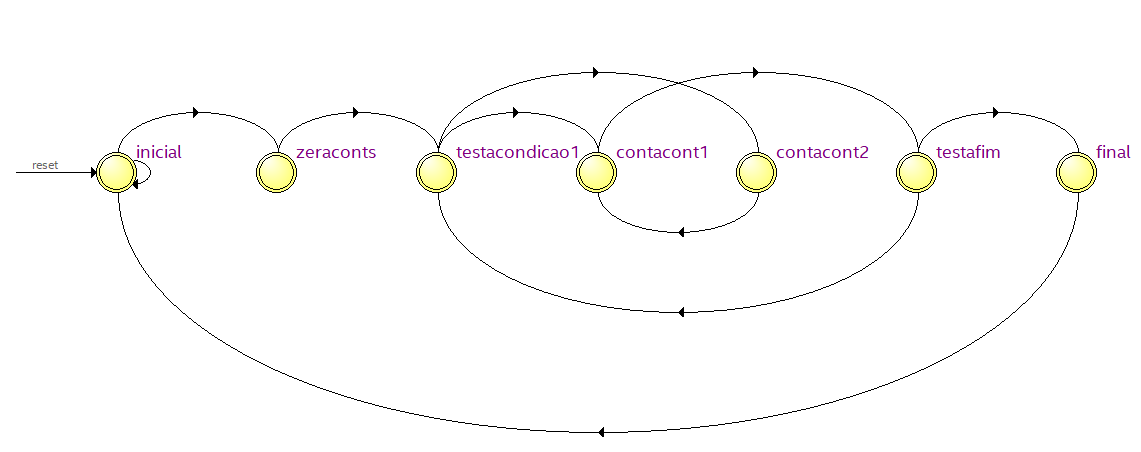 reset
inicial
zeraconts
testacondicao1
contacont1
contacont2
testafim
final